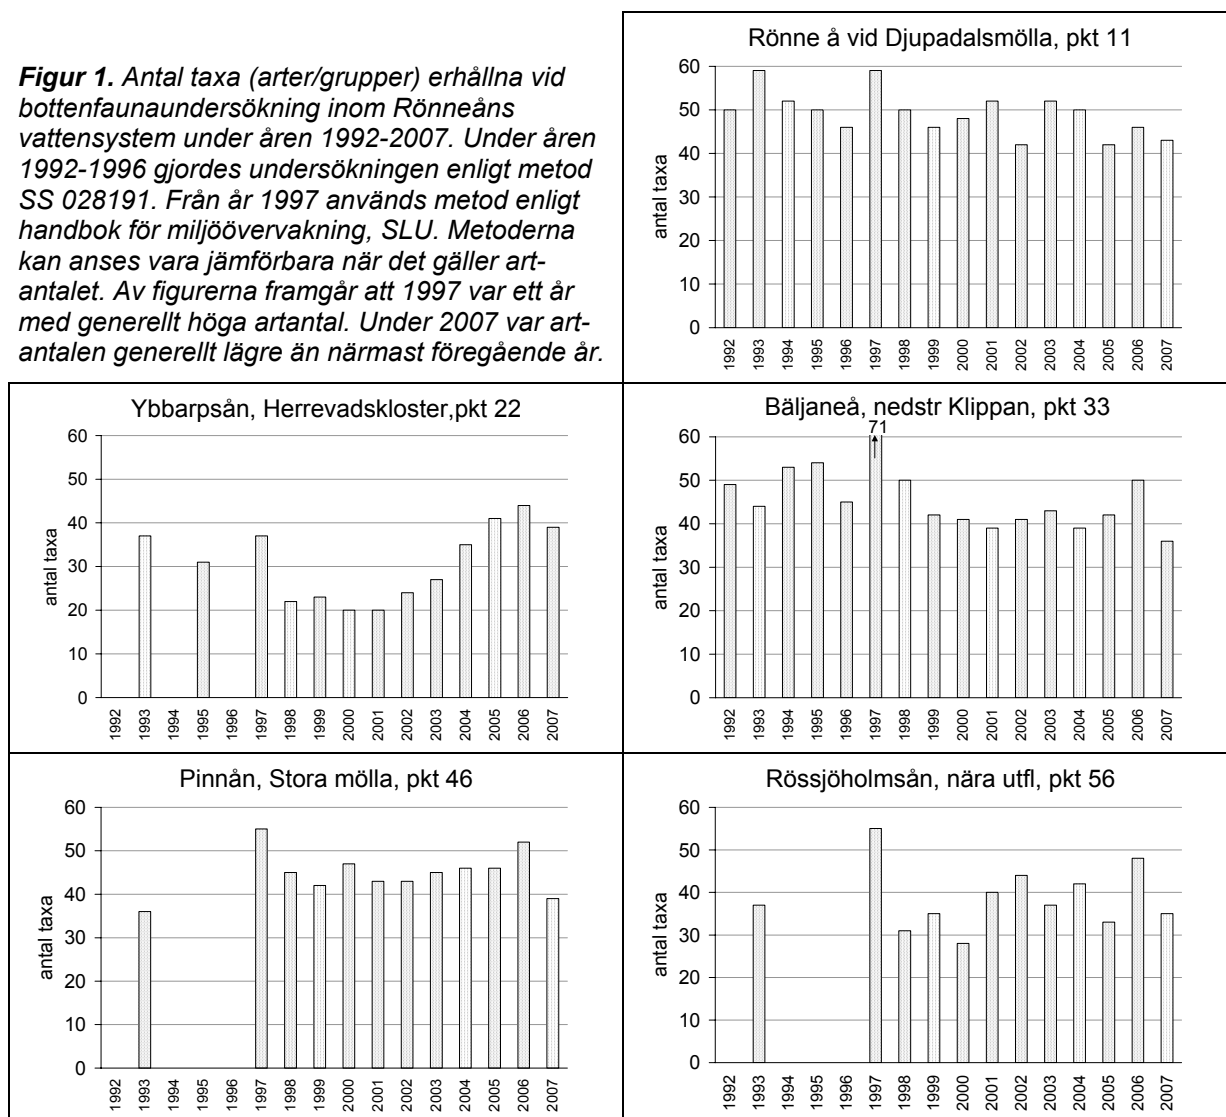 Figur 1. Antal taxa (arter/grupper) erhållna vid
bottenfaunaundersökning inom Rönneåns
vattensystem under åren 1992-2007. Under åren
1992-1996 gjordes undersökningen enligt metod
SS 028191. Från år 1997 används metod enligt
handbok för miljöövervakning, SLU. Metoderna
kan anses vara jämförbara när det gäller art-
antalet. Av figurerna framgår att 1997 var ett år
med generellt höga artantal. Under 2007 var art-
antalen generellt lägre än närmast föregående år.
Rönne å vid Djupadalsmölla, pkt 11
antal taxa
60
50
40
30
20
10
0
1992 1993 1994 1995 1996 1997 1998 1999 2000 2001 2002 2003 2004 2005 2006 2007
Ybbarpsån, Herrevadskloster,pkt 22
antal taxa
60
50
40
30
20
10
0
1992 1993 1994 1995 1996 1997 1998 1999 2000 2001 2002 2003 2004 2005 2006 2007
Bäljaneå, nedstr Klippan, pkt 33
71
antal taxa
60
50
40
30
20
10
0
1992 1993 1994 1995 1996 1997 1998 1999 2000 2001 2002 2003 2004 2005 2006 2007
Pinnån, Stora mölla, pkt 46
antal taxa
60
50
40
30
20
10
0
1992 1993 1994 1995 1996 1997 1998 1999 2000 2001 2002 2003 2004 2005 2006 2007
Rössjöholmsån, nära utfl, pkt 56
antal taxa
60
50
40
30
20
10
0
1992 1993 1994 1995 1996 1997 1998 1999 2000 2001 2002 2003 2004 2005 2006 2007